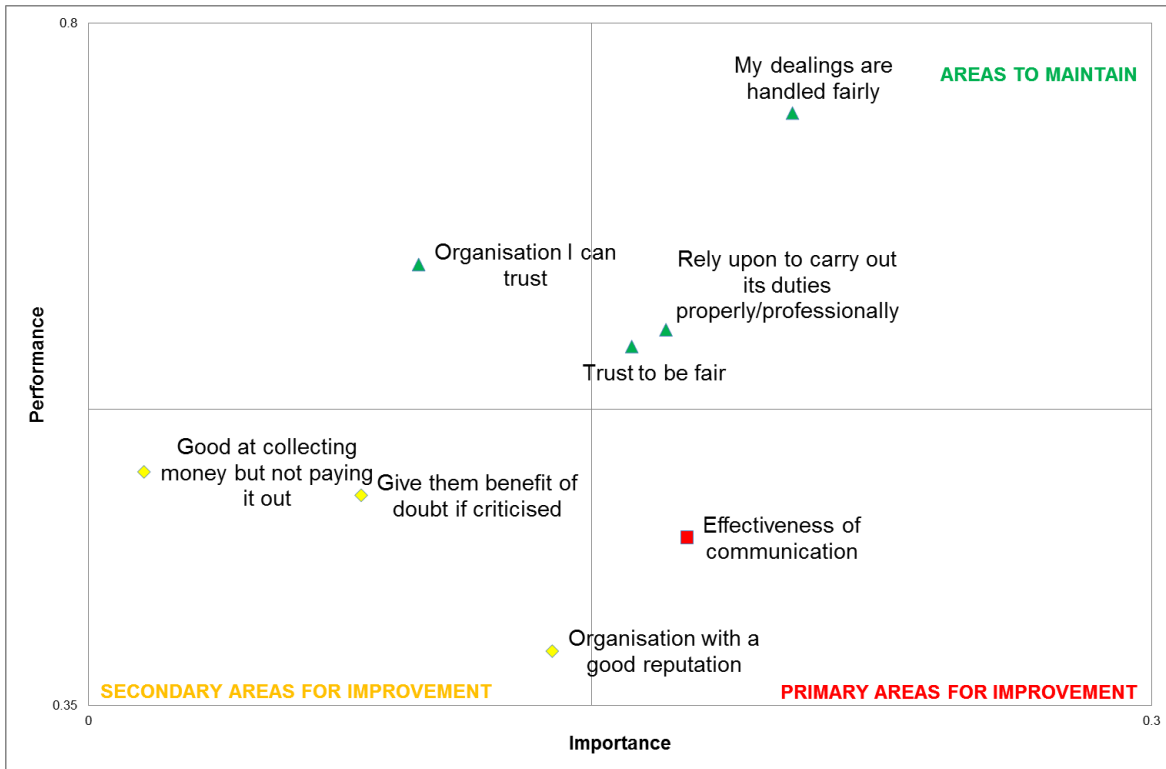 0.8
My dealings are
handled fairly
AREAS TO MAINTAIN
Organisation I can
trust
Rely upon to carry out
its duties
properly/professionally
Trust to be fair
Performance
Good at collecting
money but not paying
it out
Give them benefit of
doubt if criticised
Effectiveness of
communication
Organisation with a
good reputation
SECONDARY AREAS FOR IMPROVEMENT
PRIMARY AREAS FOR IMPROVEMENT
0.35
0
0.3
Importance